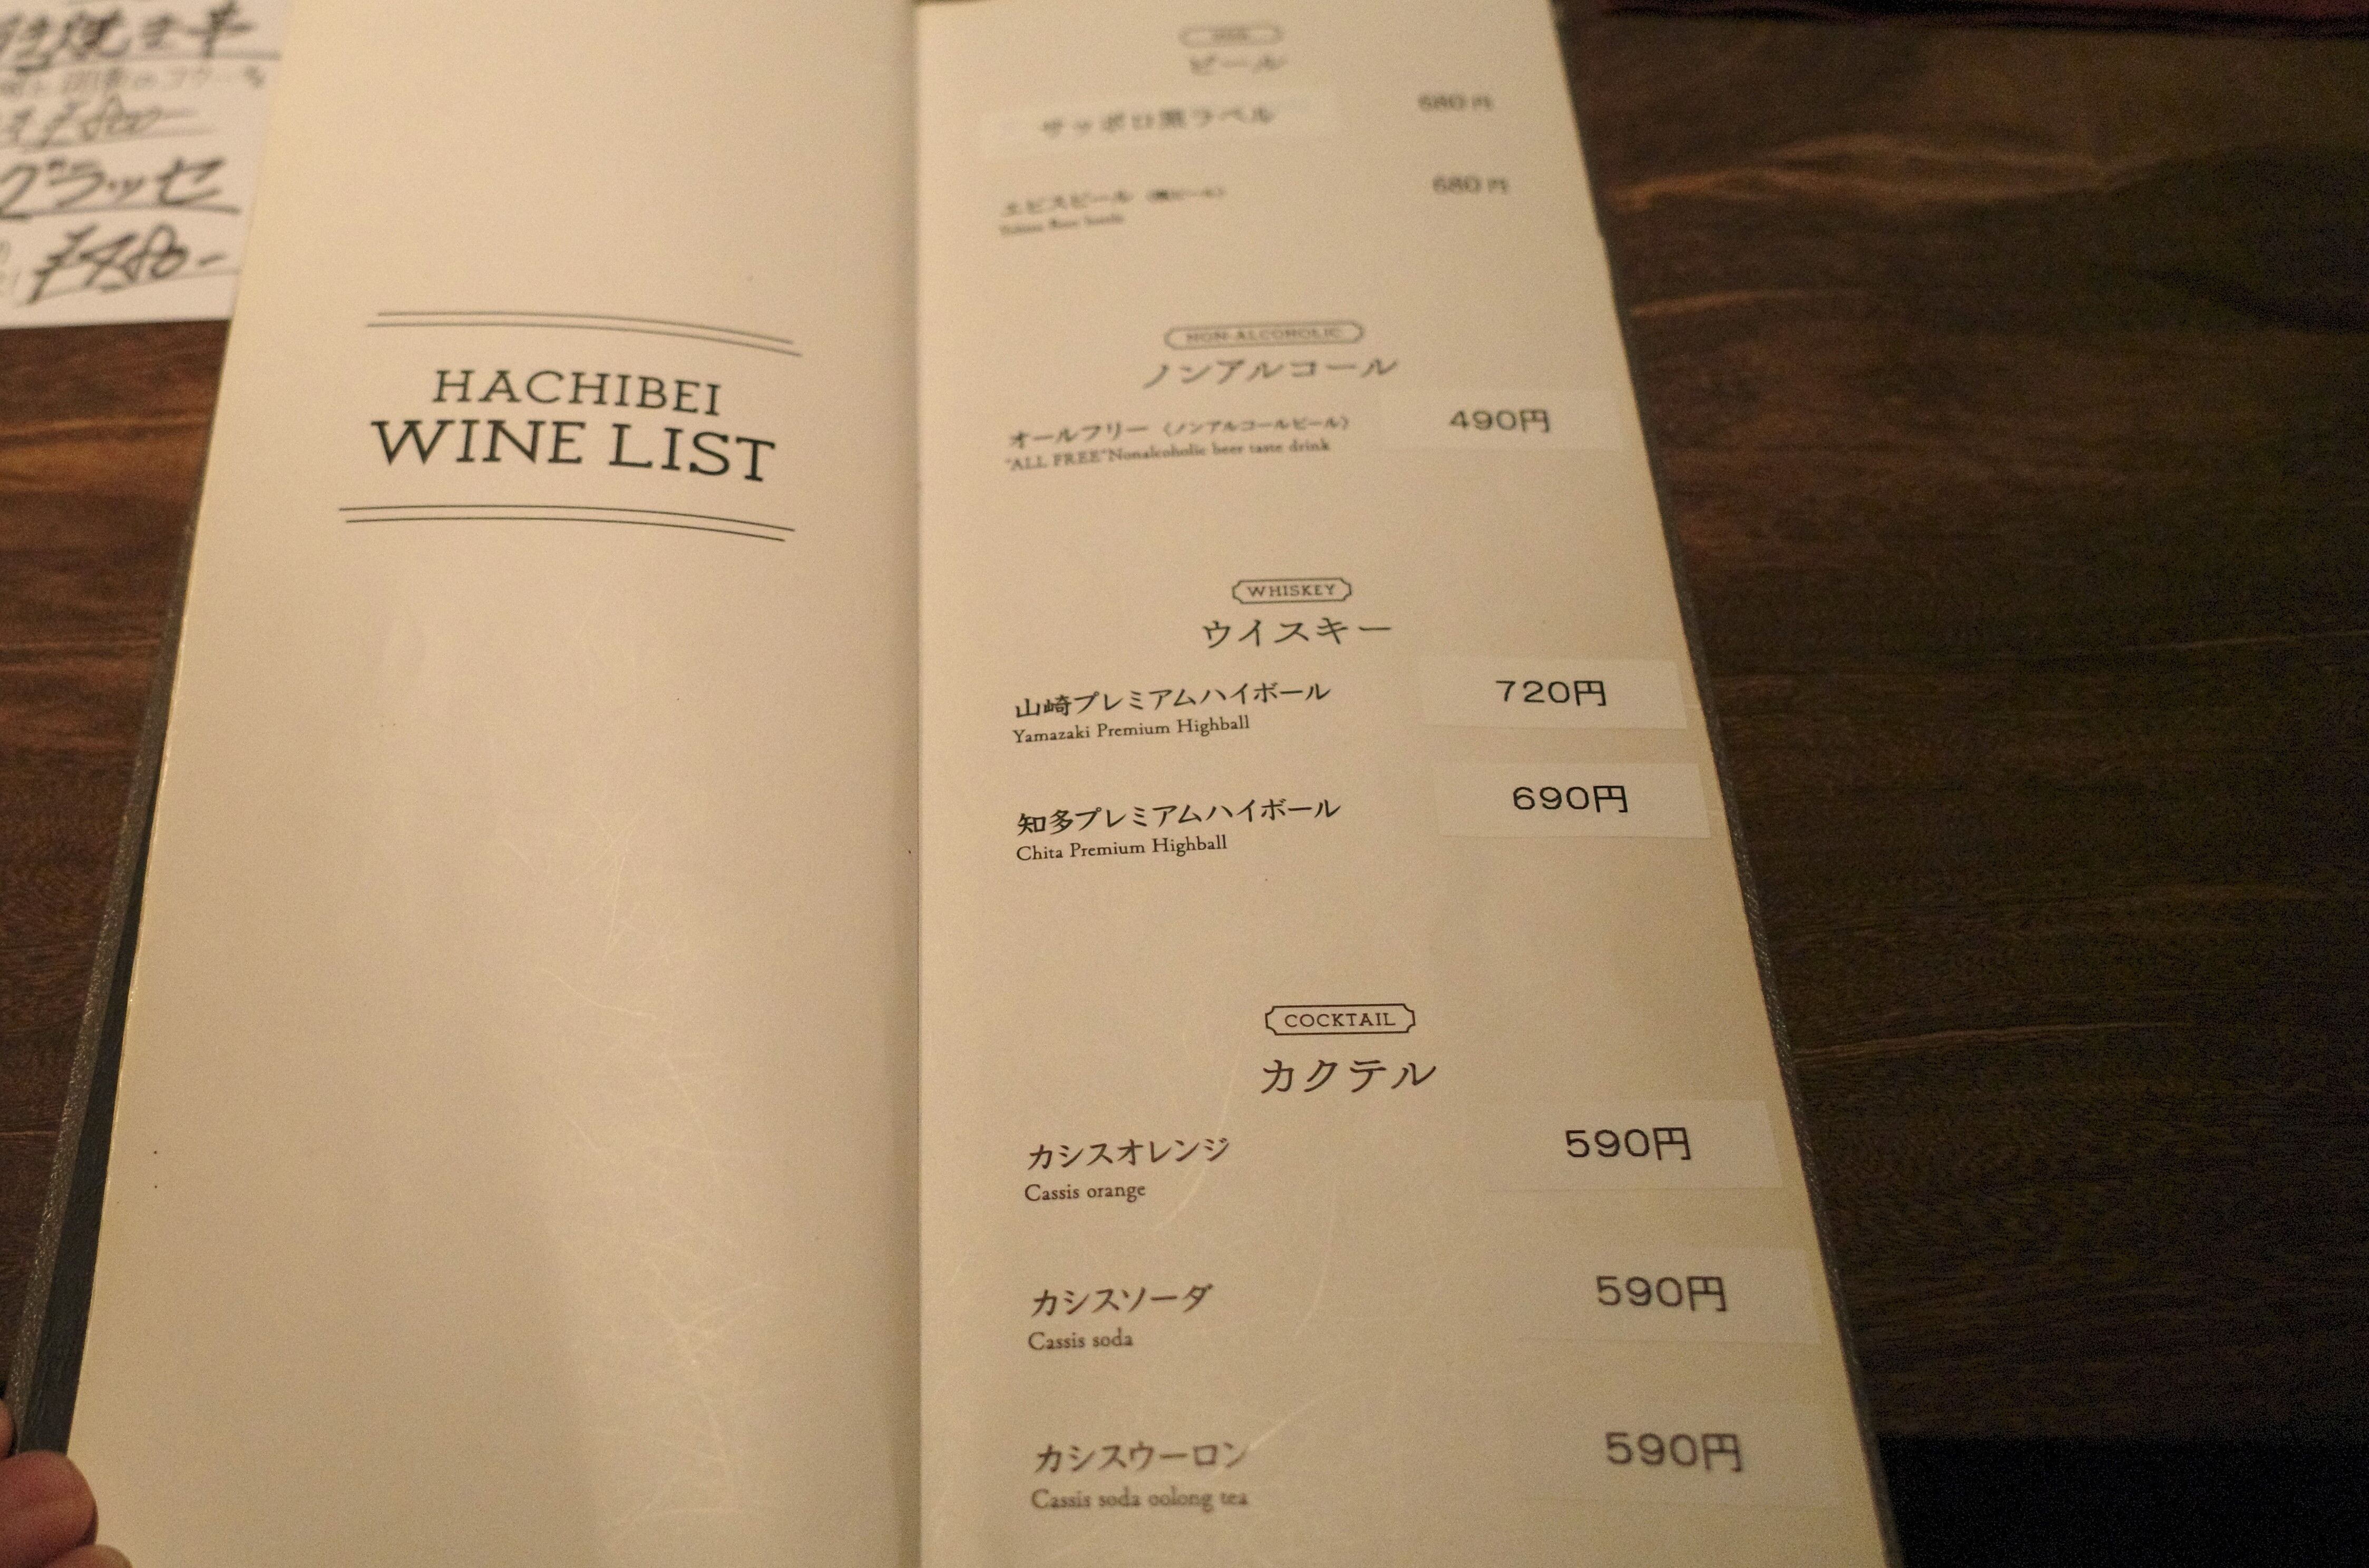 グラッセ
¥480-
HACHIBEI
WINE LIST
ビール
サッポロ黒ラベル 680円
エビスビール 680円
NON-ALCOHOLIC
ノンアルコール
オールフリー〈ノンアルコールビール〉 490円
"ALL FREE"Nonalcoholic beer taste drink
WHISKEY
ウイスキー
山崎プレミアムハイボール 720円
Yamazaki Premium Highball
知多プレミアムハイボール 690円
Chita Premium Highball
COCKTAIL
カクテル
カシスオレンジ 590円
Cassis orange
カシスソーダ 590円
Cassis soda
カシスウーロン 590円
Cassis soda oolong tea